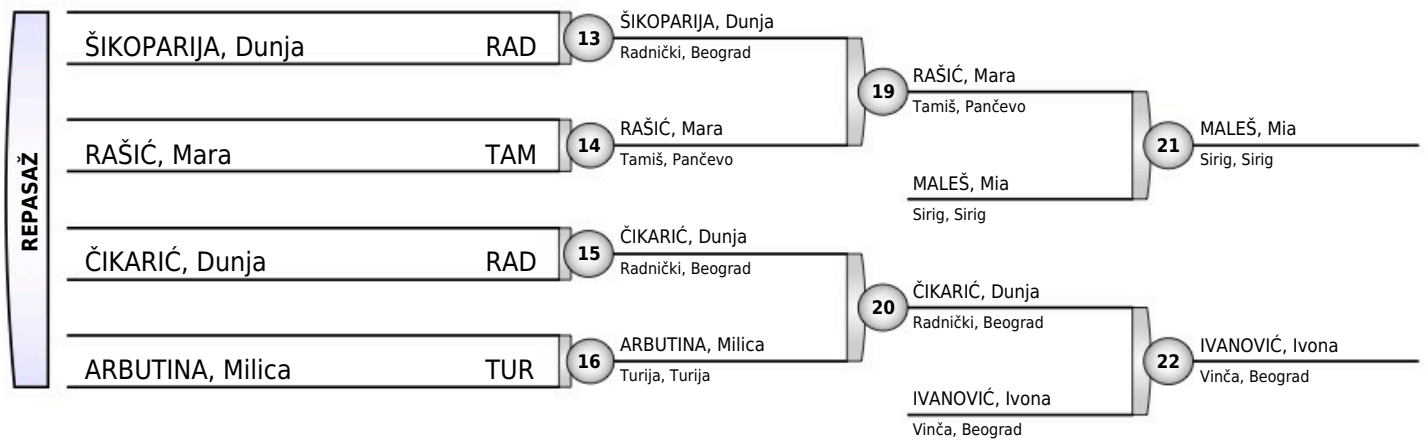 REPASAŽ
ŠIKOPARIJA, Dunja RAD
13
ŠIKOPARIJA, Dunja
Radnički, Beograd
RAŠIĆ, Mara TAM
14
RAŠIĆ, Mara
Tamiš, Pančevo
19
RAŠIĆ, Mara
Tamiš, Pančevo
MALEŠ, Mia
Sirig, Sirig
21
MALEŠ, Mia
Sirig, Sirig
ČIKARIĆ, Dunja RAD
15
ČIKARIĆ, Dunja
Radnički, Beograd
ARBUTINA, Milica TUR
16
ARBUTINA, Milica
Turija, Turija
20
ČIKARIĆ, Dunja
Radnički, Beograd
IVANOVIĆ, Ivona
Vinča, Beograd
22
IVANOVIĆ, Ivona
Vinča, Beograd